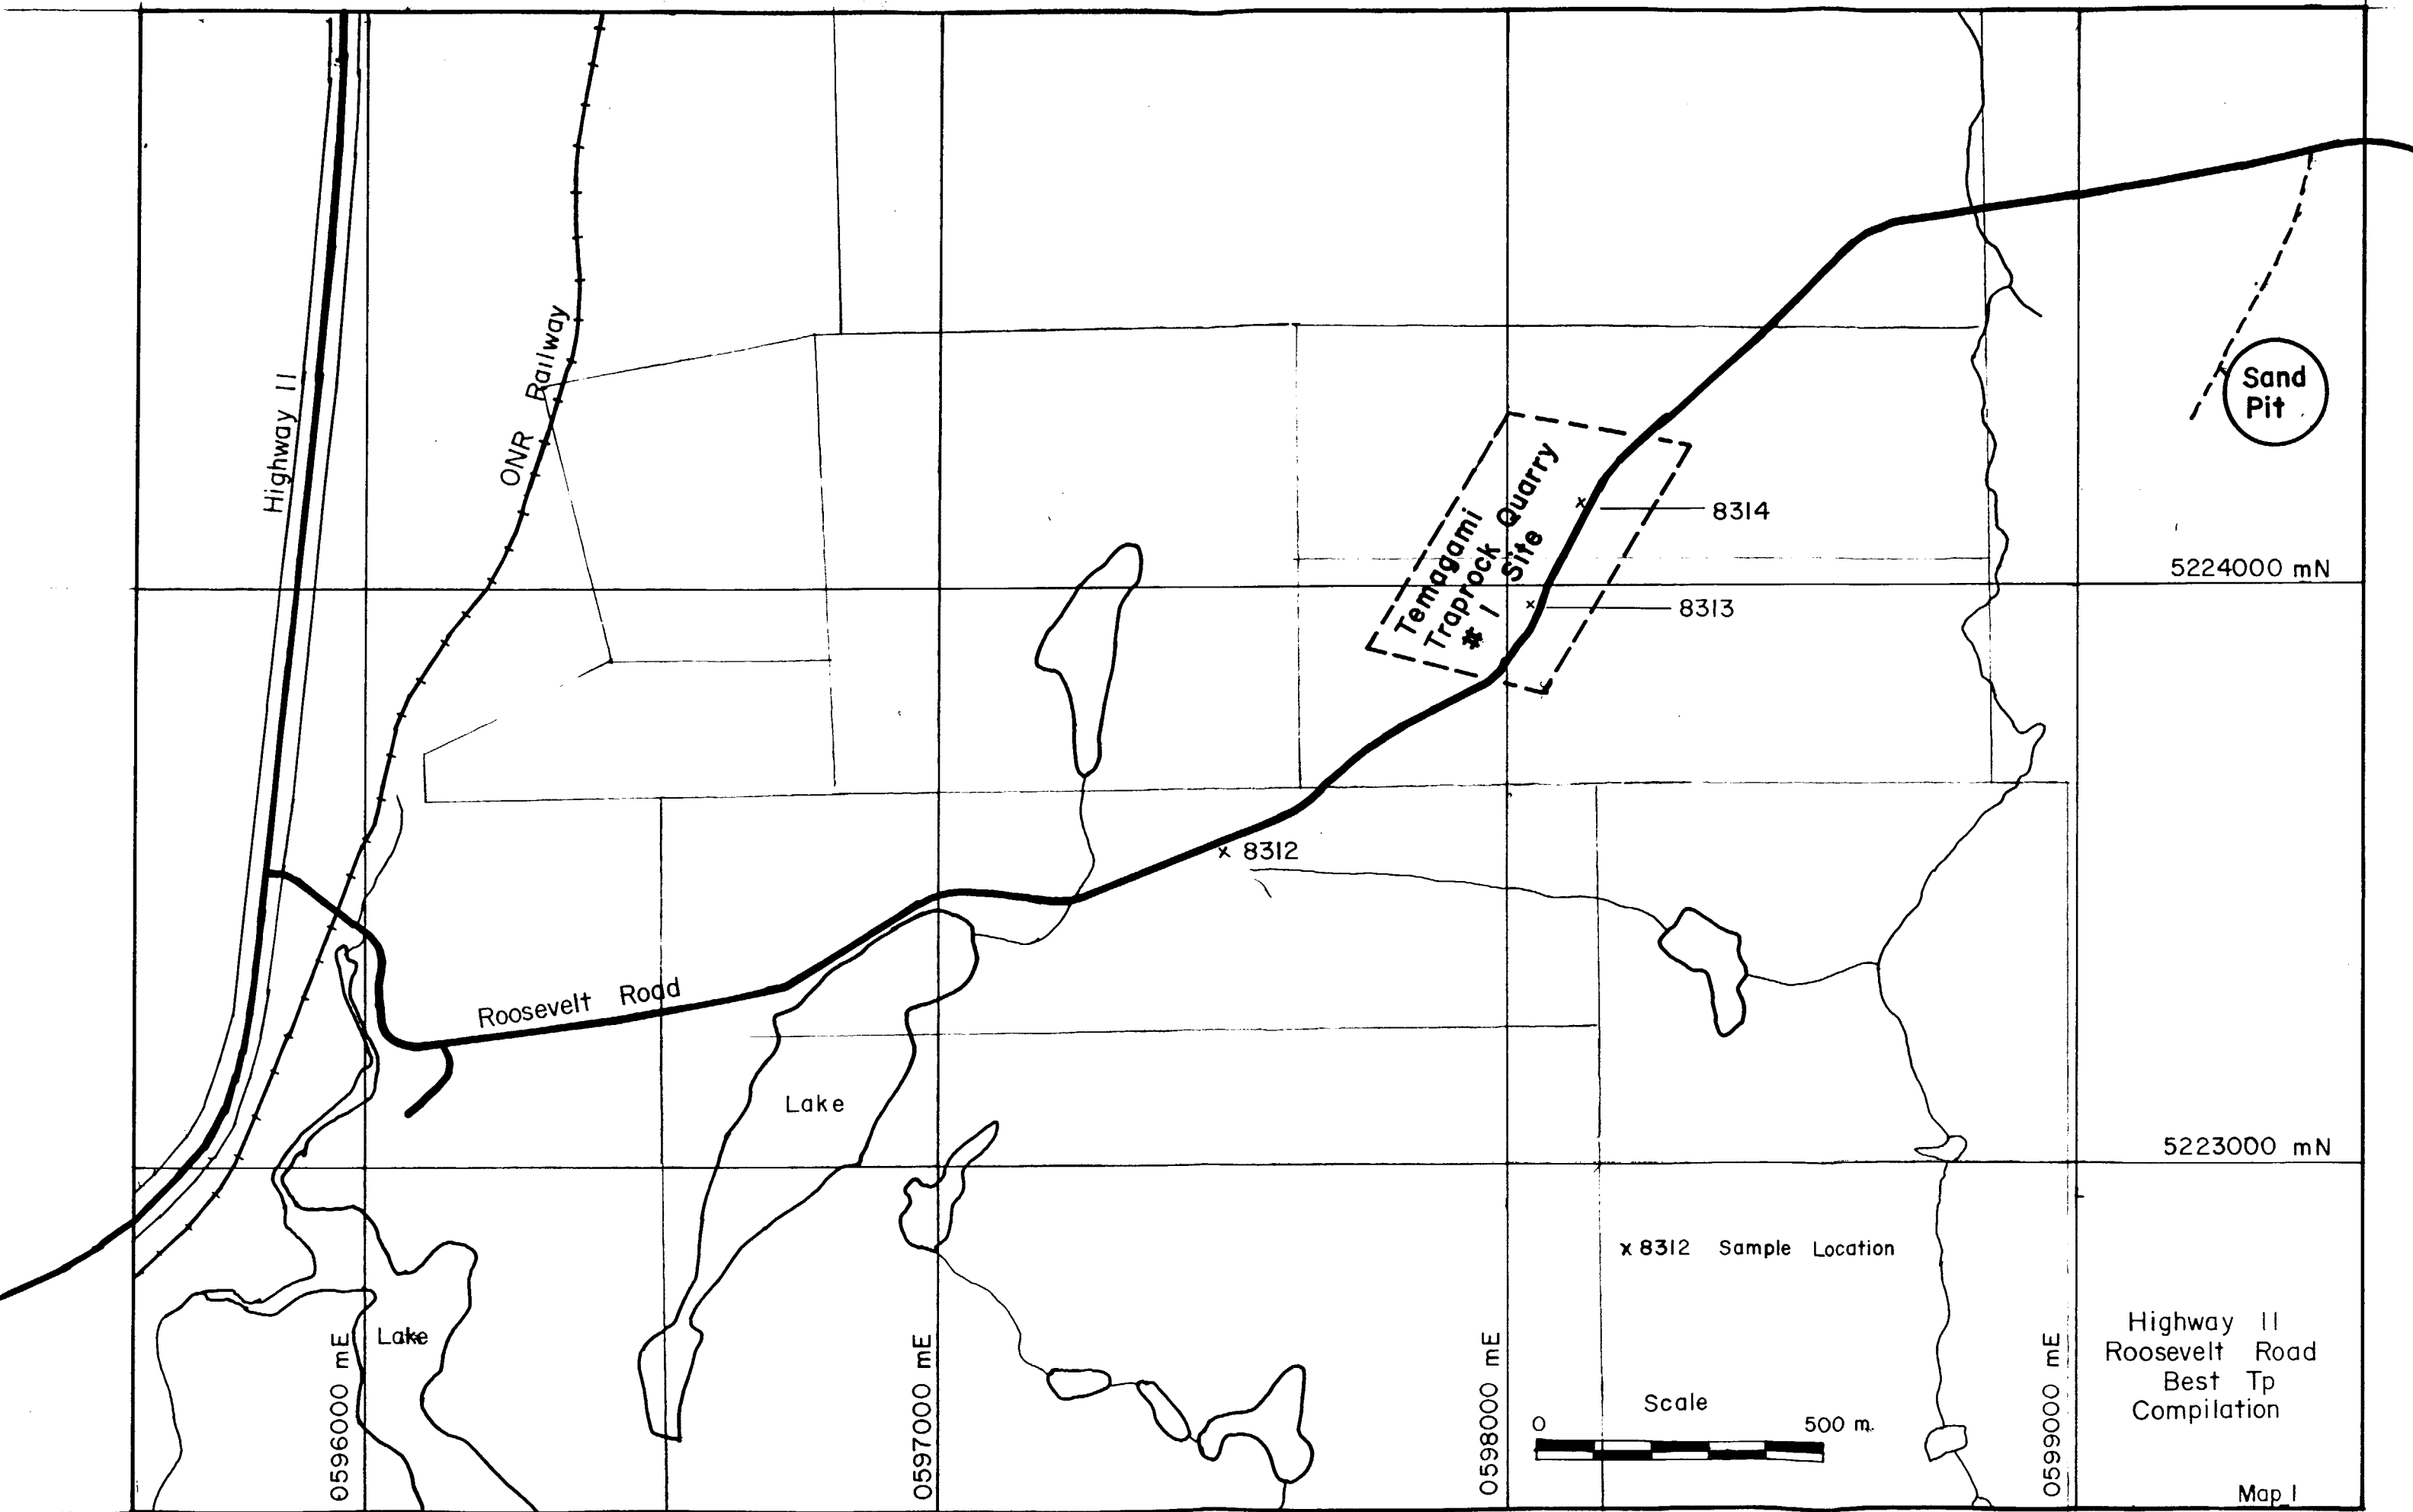 Highway 11
ONR Railway
Sand
Pit
Temagami
Traprock Quarry
# 1 Site
8314
5224000 mN
8313
x 8312
Roosevelt Road
Lake
5223000 mN
x 8312 Sample Location
Lake
0596000 mE
0597000 mE
0598000 mE
0599000 mE
Scale
0 500 m.
Highway 11
Roosevelt Road
Best Tp
Compilation
Map 1